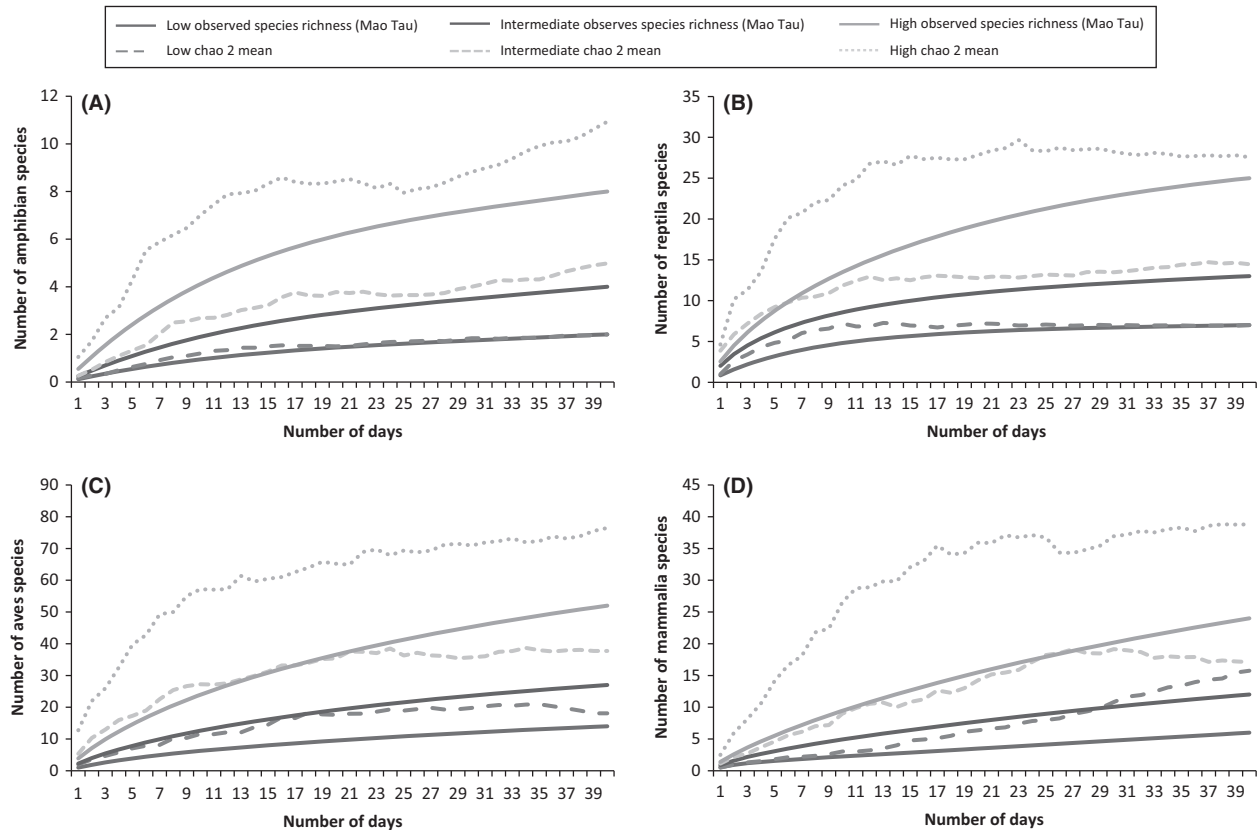 Low observed species richness (Mao Tau) Intermediate observes species richness (Mao Tau) High observed species richness (Mao Tau)
Low chao 2 mean Intermediate chao 2 mean High chao 2 mean
(A)
Number of amphibian species
12
10
8
6
4
2
0
1 3 5 7 9 11 13 15 17 19 21 23 25 27 29 31 33 35 37 39
Number of days
(B)
Number of reptila species
35
30
25
20
15
10
5
0
1 3 5 7 9 11 13 15 17 19 21 23 25 27 29 31 33 35 37 39
Number of days
(C)
Number of aves species
90
80
70
60
50
40
30
20
10
0
1 3 5 7 9 11 13 15 17 19 21 23 25 27 29 31 33 35 37 39
Number of days
(D)
Number of mammalia species
45
40
35
30
25
20
15
10
5
0
1 3 5 7 9 11 13 15 17 19 21 23 25 27 29 31 33 35 37 39
Number of days